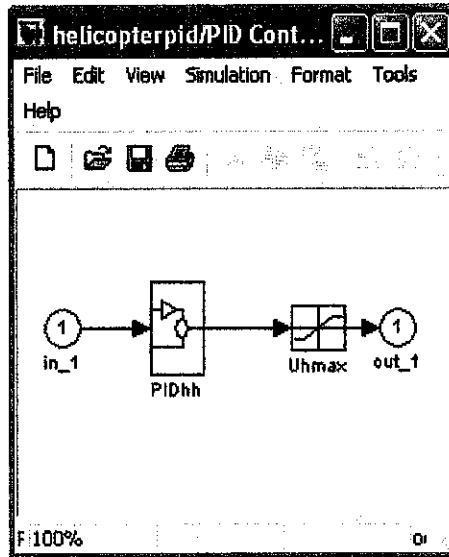 helicopterpid/PID Cont...
File Edit View Simulation Format Tools
Help
1 1
in_1 Uhmax out_1
PIDhh
100%